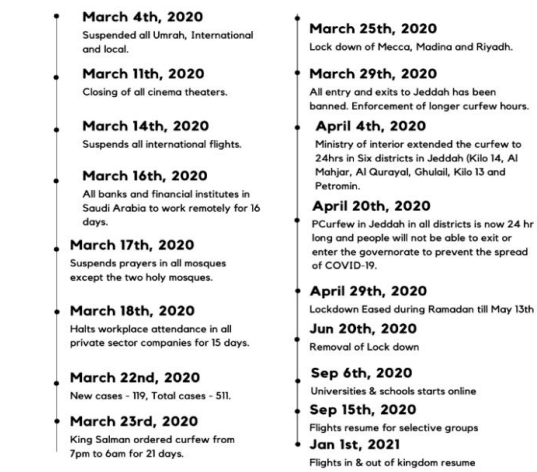 March 4th, 2020
Suspended all Umrah, International
and local.
March 11th, 2020
Closing of all cinema theaters.
March 14th, 2020
Suspends all international flights.
March 16th, 2020
All banks and financial institutes in
Saudi Arabia to work remotely for 16
days.
March 17th, 2020
Suspends prayers in all mosques
except the two holy mosques.
March 18th, 2020
Halts workplace attendance in all
private sector companies for 15 days.
March 22nd, 2020
New cases - 119, Total cases - 511.
March 23rd, 2020
King Salman ordered curfew from
7pm to 6am for 21 days.
March 25th, 2020
Lock down of Mecca, Madina and Riyadh.
March 29th, 2020
All entry and exits to Jeddah has been
banned. Enforcement of longer curfew hours.
April 4th, 2020
Ministry of interior extended the curfew to
24hrs in Six districts in Jeddah (Kilo 14, Al
Mahjar, Al Qurayal, Ghulail, Kilo 13 and
Petromin.
April 20th, 2020
PCurfew in Jeddah in all districts is now 24 hr
long and people will not be able to exit or
enter the governorate to prevent the spread
of COVID-19.
April 29th, 2020
Lockdown Eased during Ramadan till May 13th
Jun 20th, 2020
Removal of Lock down
Sep 6th, 2020
Universities & schools starts online
Sep 15th, 2020
Flights resume for selective groups
Jan 1st, 2021
Flights in & out of kingdom resume